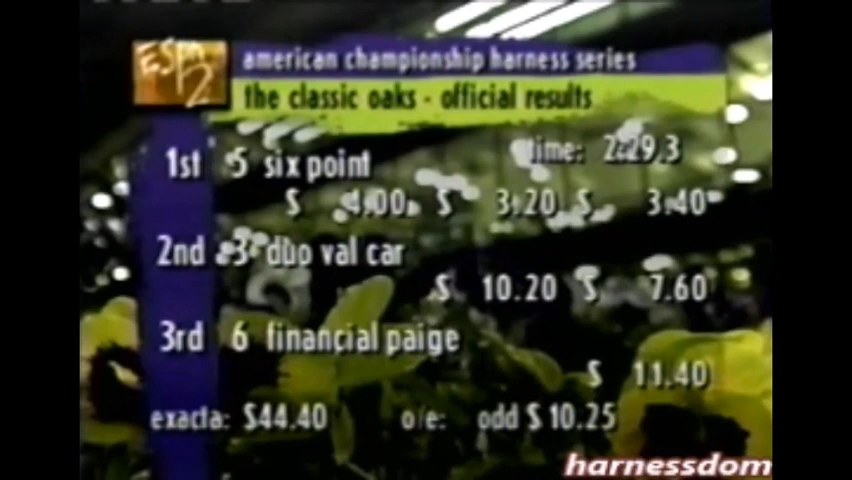 ESPN2
american championship harness series
the classic oaks - official results
1st 5 six point time: 2:29.3
$ 4.00 $ 3.20 $ 3.40
2nd 3 duo val car
$ 10.20 $ 7.60
3rd 6 financial paige
$ 11.40
exacta: $44.40 o/e: odd $10.25
harnessdom